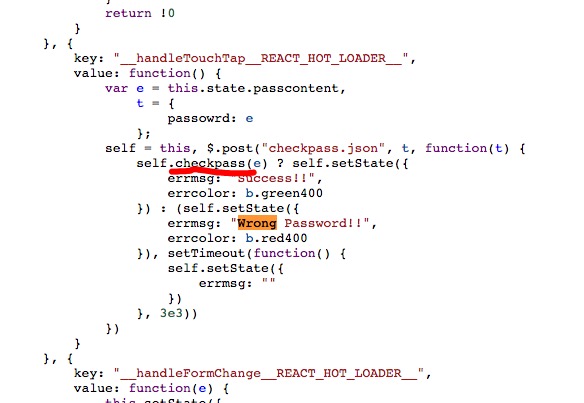 return !0
}
}, {
key: "__handleTouchTap__REACT_HOT_LOADER__",
value: function() {
var e = this.state.passcontent,
t = {
passowrd: e
};
self = this, $.post("checkpass.json", t, function(t) {
self.checkpass(e) ? self.setState({
errmsg: "Success!!",
errcolor: b.green400
}) : (self.setState({
errmsg: "Wrong Password!!",
errcolor: b.red400
}), setTimeout(function() {
self.setState({
errmsg: ""
})
}, 3e3))
})
}
}, {
key: "__handleFormChange__REACT_HOT_LOADER__",
value: function(e) {
this.setState({